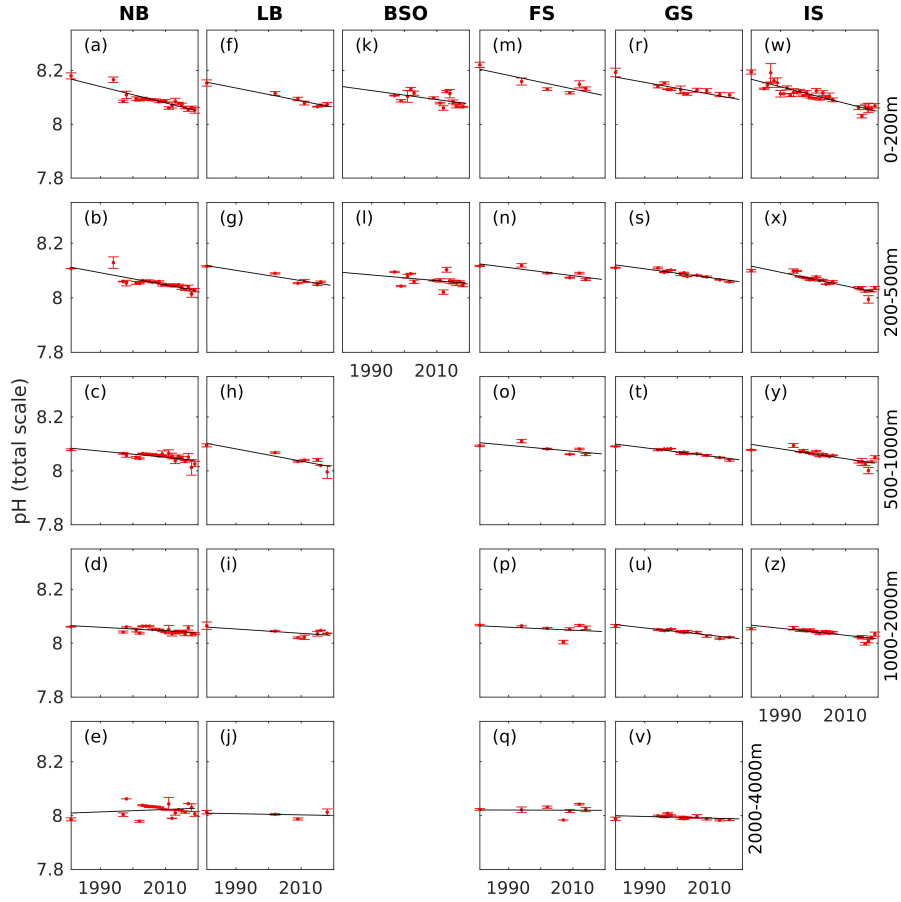 NB LB BSO FS GS IS
(a) (f) (k) (m) (r) (w)
8.2
8
7.8
0-200m
(b) (g) (l) (n) (s) (x)
8.2
8
7.8
200-500m
1990 2010
(c) (h) (o) (t) (y)
8.2
8
7.8
500-1000m
pH (total scale)
(d) (i) (p) (u) (z)
8.2
8
7.8
1000-2000m
1990 2010
(e) (j) (q) (v)
8.2
8
7.8
2000-4000m
1990 2010 1990 2010 1990 2010 1990 2010